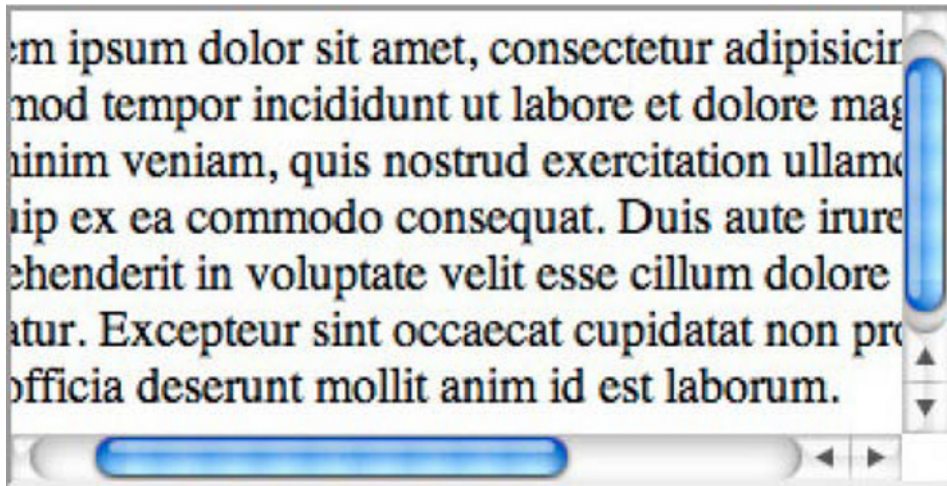 em ipsum dolor sit amet, consectetur adipisicin
mod tempor incididunt ut labore et dolore mag
ninim veniam, quis nostrud exercitation ullamc
uip ex ea commodo consequat. Duis aute irure
ehenderit in voluptate velit esse cillum dolore
atur. Excepteur sint occaecat cupidatat non pro
officia deserunt mollit anim id est laborum.